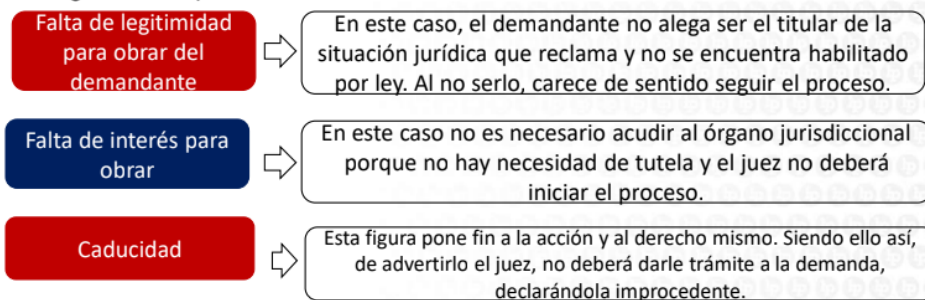 Falta de legitimidad
para obrar del
demandante
En este caso, el demandante no alega ser el titular de la
situación jurídica que reclama y no se encuentra habilitado
por ley. Al no serlo, carece de sentido seguir el proceso.
Falta de interés para
obrar
En este caso no es necesario acudir al órgano jurisdiccional
porque no hay necesidad de tutela y el juez no deberá
iniciar el proceso.
Caducidad
Esta figura pone fin a la acción y al derecho mismo. Siendo ello así,
de advertirlo el juez, no deberá darle trámite a la demanda,
declarándola improcedente.